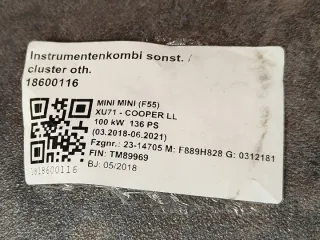 Instrumentenkombi sonst. /
cluster oth.
18600116
MINI MINI (F55)
XU71 - COOPER LL
100 kW 136 PS
(03.2018-06.2021)
Fzgnr.: 23-14705 M: F889H828 G: 0312181
FIN: TM89969
BJ: 05/2018
1818600116